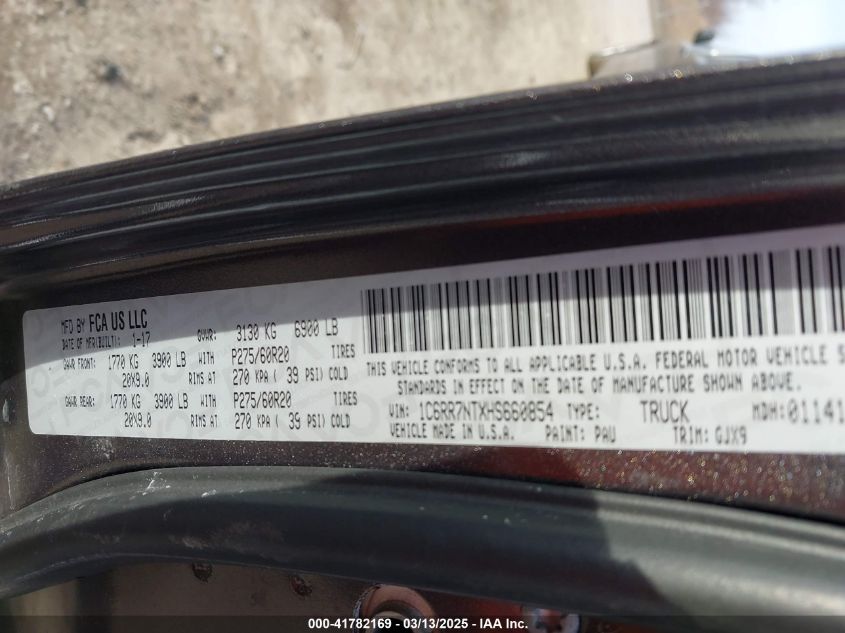 MFD BY FCA US LLC
DATE OF MFR(BUILT): 1-17 GVWR: 3130 KG 6900 LB
GAWR FRONT: 1770 KG 3900 LB WITH P275/60R20 TIRES
20X9.0 RIMS AT 270 KPA ( 39 PSI) COLD
GAWR REAR: 1770 KG 3900 LB WITH P275/60R20 TIRES
20X9.0 RIMS AT 270 KPA ( 39 PSI) COLD
THIS VEHICLE CONFORMS TO ALL APPLICABLE U.S.A. FEDERAL MOTOR VEHICLE S
STANDARDS IN EFFECT ON THE DATE OF MANUFACTURE SHOWN ABOVE.
VIN: 1C6RR7NTXHS660854 TYPE: TRUCK MDH: 01141
VEHICLE MADE IN U.S.A. PAINT: PAU TRIM: GJX9
000-41782169 - 03/13/2025 - IAA Inc.